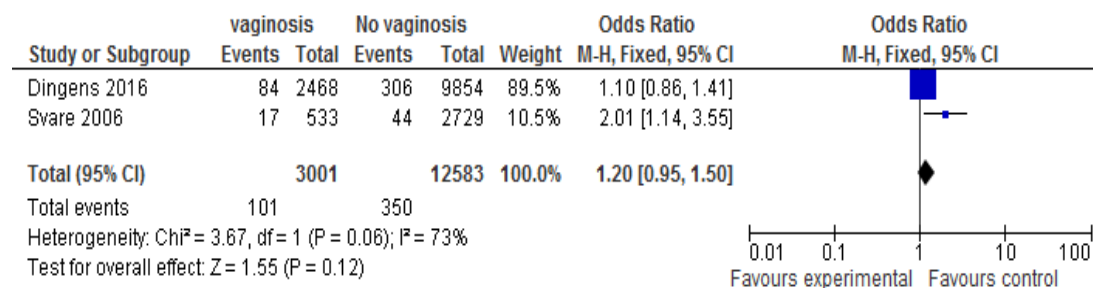 vaginosis No vaginosis Odds Ratio Odds Ratio
Study or Subgroup Events Total Events Total Weight M-H, Fixed, 95% CI M-H, Fixed, 95% CI
Dingens 2016 84 2468 306 9854 89.5% 1.10 [0.86, 1.41]
Svare 2006 17 533 44 2729 10.5% 2.01 [1.14, 3.55]
Total (95% CI) 3001 12583 100.0% 1.20 [0.95, 1.50]
Total events 101 350
Heterogeneity: Chi² = 3.67, df = 1 (P = 0.06); I² = 73%
Test for overall effect: Z = 1.55 (P = 0.12)
0.01 0.1 1 10 100
Favours experimental Favours control